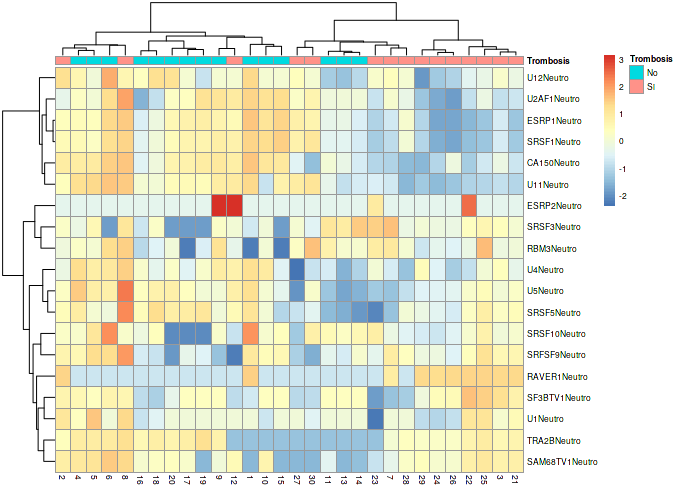 Trombosis
U12Neutro
U2AF1Neutro
ESRP1Neutro
SRSF1Neutro
CA150Neutro
U11Neutro
ESRP2Neutro
SRSF3Neutro
RBM3Neutro
U4Neutro
U5Neutro
SRSF5Neutro
SRSF10Neutro
SRFSF9Neutro
RAVER1Neutro
SF3BTV1Neutro
U1Neutro
TRA2BNeutro
SAM68TV1Neutro
2 4 5 6 8 16 18 20 17 19 9 12 1 10 15 27 30 11 13 14 23 7 28 29 24 26 22 25 3 21
3
2
1
0
-1
-2
Trombosis
No
SI